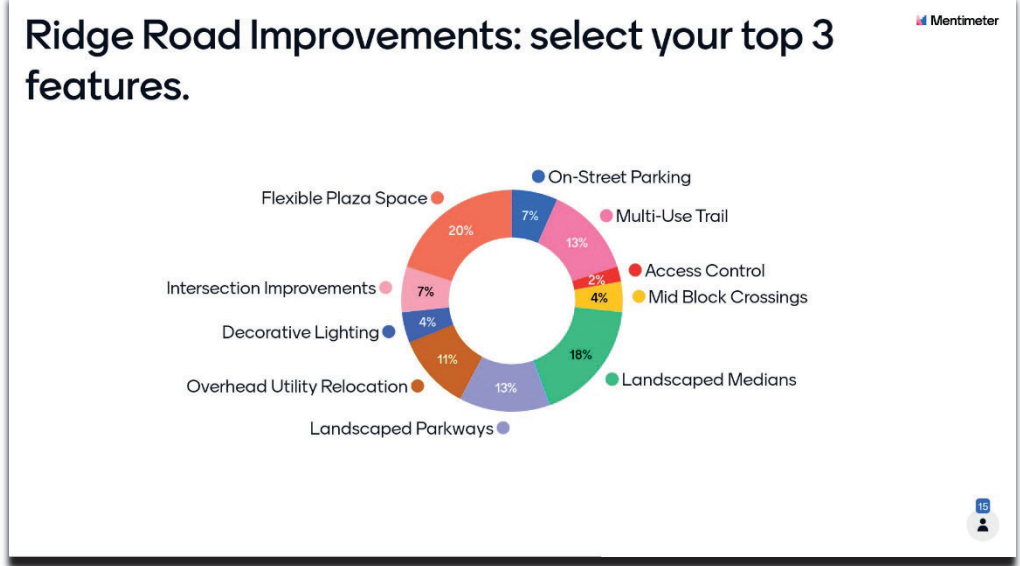 Ridge Road Improvements: select your top 3
features.
Mentimeter
On-Street Parking
Flexible Plaza Space
7%
Multi-Use Trail
20%
13%
Access Control
2%
Intersection Improvements
7%
4%
Mid Block Crossings
Decorative Lighting
4%
18%
11%
Landscaped Medians
Overhead Utility Relocation
13%
Landscaped Parkways
15